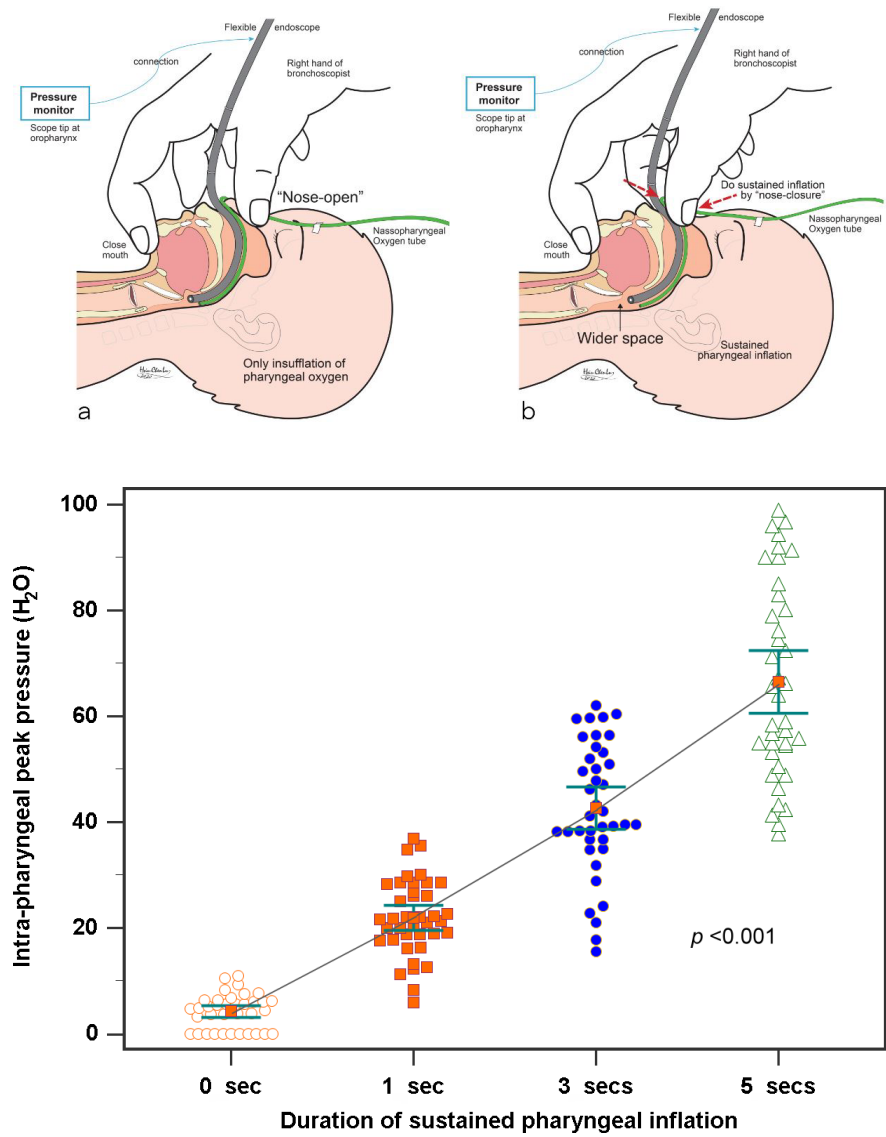 Flexible endoscope
connection
Right hand of
bronchoscopist
Pressure
monitor
Scope tip at
oropharynx
"Nose-open"
Close
mouth
Nassopharyngeal
Oxygen tube
Only insufflation of
pharyngeal oxygen
a
Flexible endoscope
connection
Right hand of
bronchoscopist
Pressure
monitor
Scope tip at
oropharynx
Do sustained inflation
by "nose-closure"
Close
mouth
Nassopharyngeal
Oxygen tube
Wider space
Sustained
pharyngeal inflation
b
Intra-pharyngeal peak pressure (H₂O)
100
80
60
40
20
0
p <0.001
0 sec
1 sec
3 secs
5 secs
Duration of sustained pharyngeal inflation